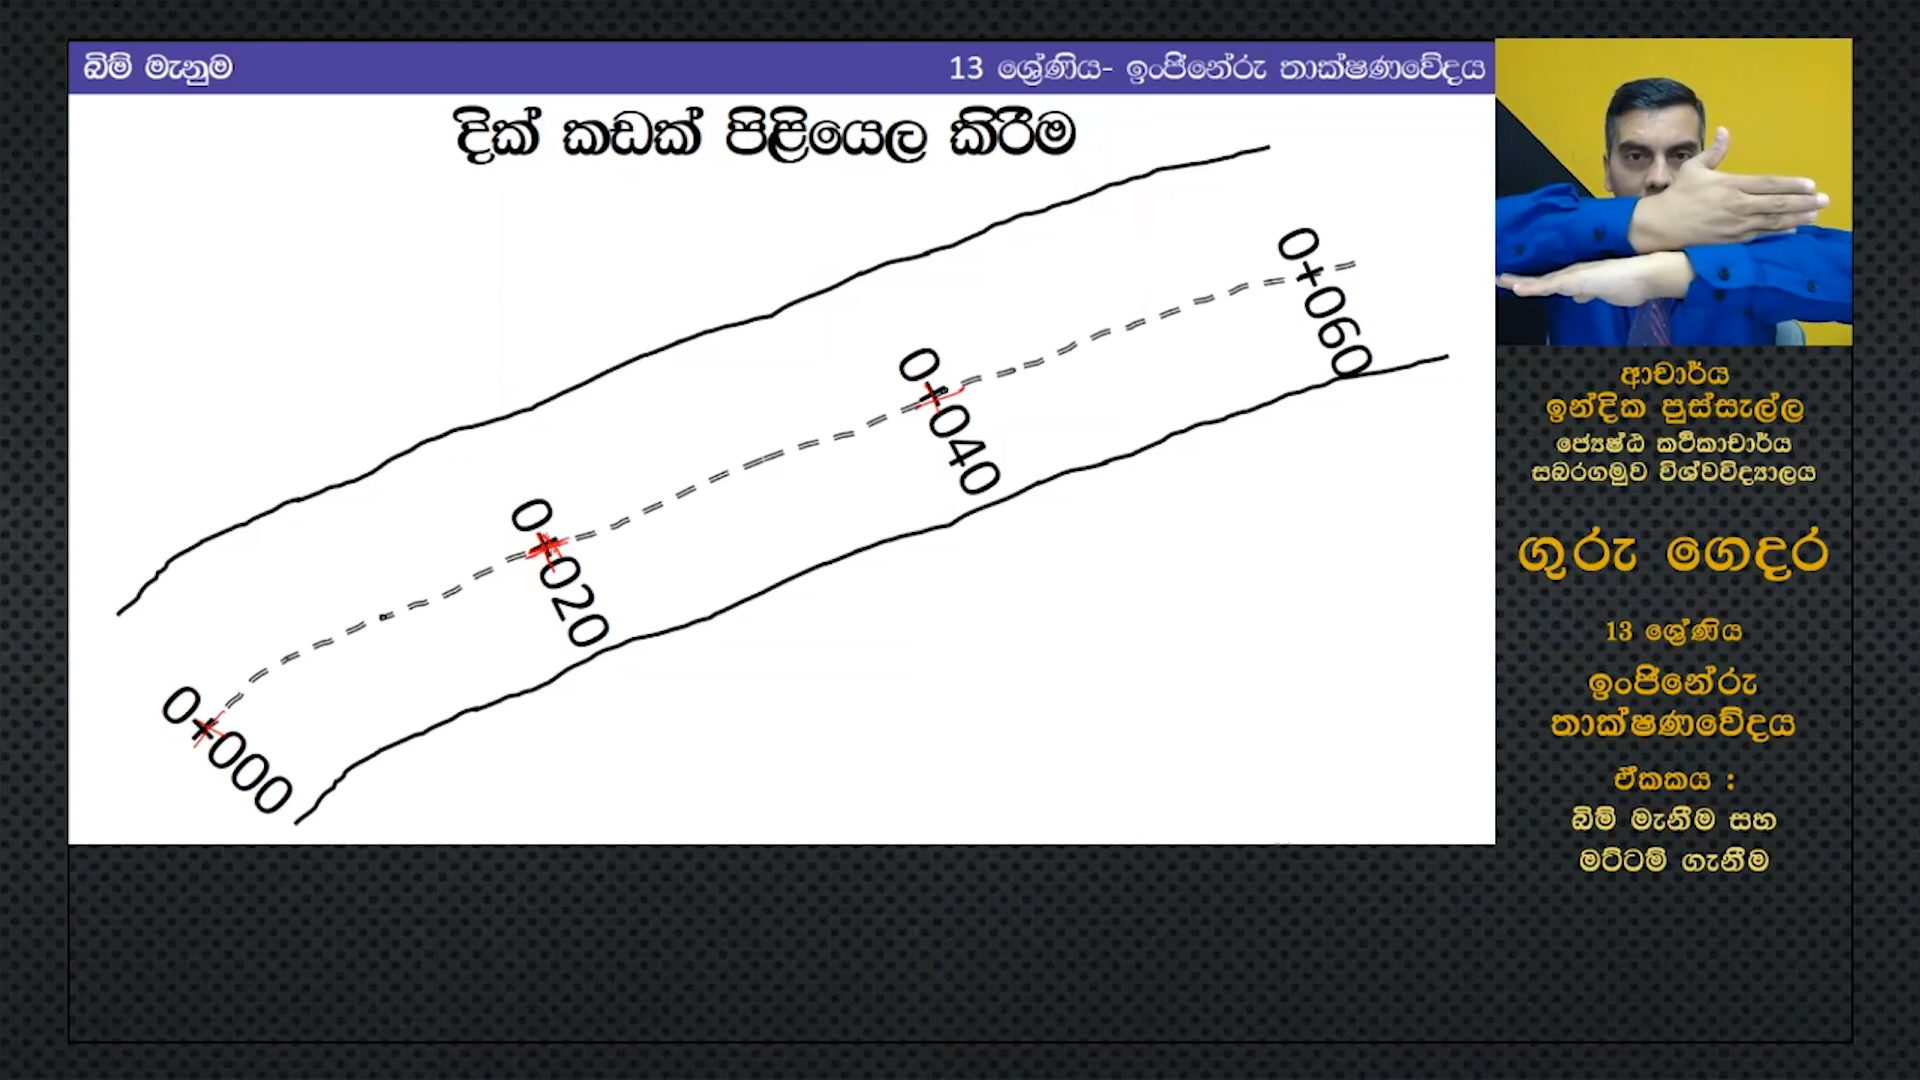 බිම් මැනුම
13 ශ්‍රේණිය- ඉංජිනේරු තාක්ෂණවේදය
දික් කඩක් පිළියෙල කිරීම
0+000
0+020
0+040
0+060
ආචාර්ය
ඉන්දික පුස්සැල්ල
ජ්‍යෙෂ්ඨ කථිකාචාර්ය
සබරගමුව විශ්වවිද්‍යාලය
ගුරු ගෙදර
13 ශ්‍රේණිය
ඉංජිනේරු
තාක්ෂණවේදය
ඒකකය :
බිම් මැනීම සහ
මට්ටම් ගැනීම